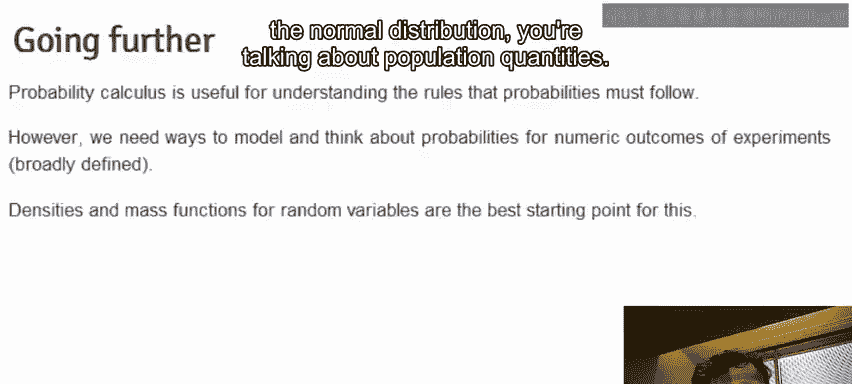 Going further
the normal distribution, you're
talking about population quantities.
Probability calculus is useful for understanding the rules that probabilities must follow.
However, we need ways to model and think about probabilities for numeric outcomes of experiments
(broadly defined).
Densities and mass functions for random variables are the best starting point for this.